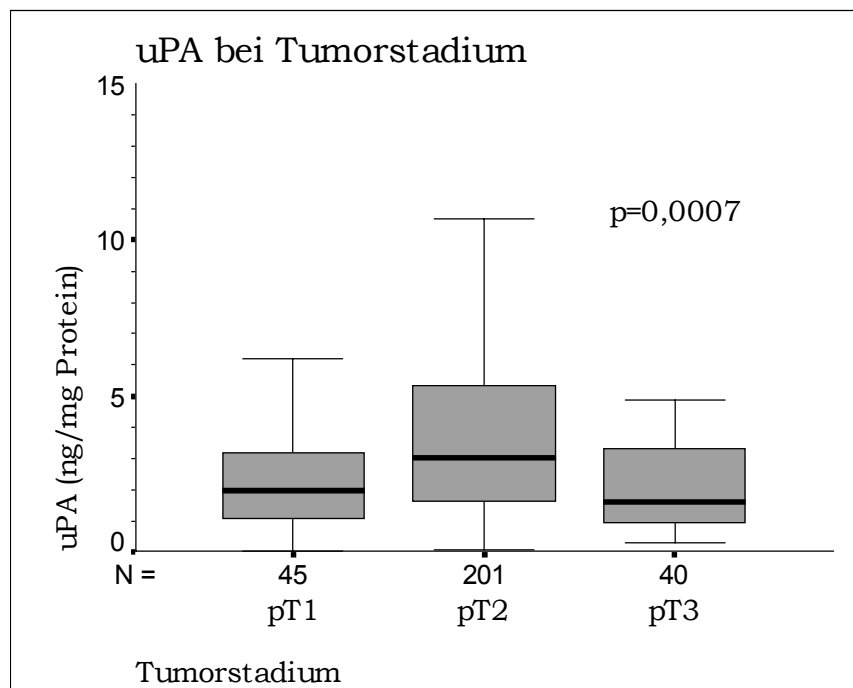 uPA bei Tumorstadium
15
10
5
0
uPA (ng/mg Protein)
p=0,0007
N = 45 201 40
pT1 pT2 pT3
Tumorstadium